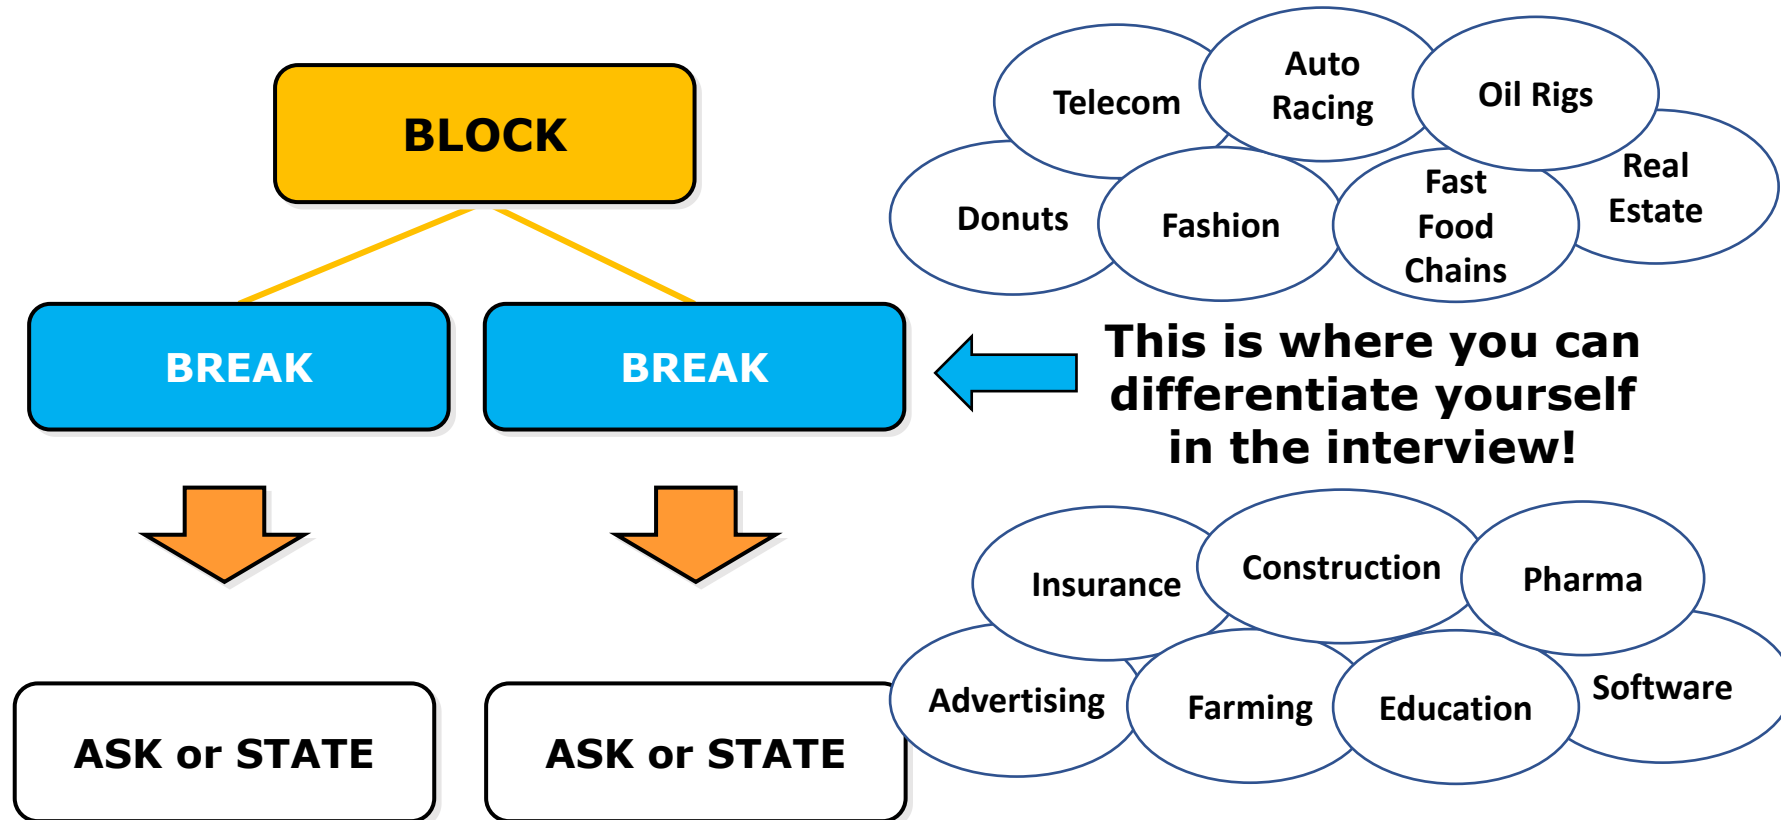 BLOCK
BREAK
BREAK
ASK or STATE
ASK or STATE
Telecom
Auto
Racing
Oil Rigs
Real
Estate
Donuts
Fashion
Fast
Food
Chains
This is where you can
differentiate yourself
in the interview!
Insurance
Construction
Pharma
Advertising
Farming
Education
Software